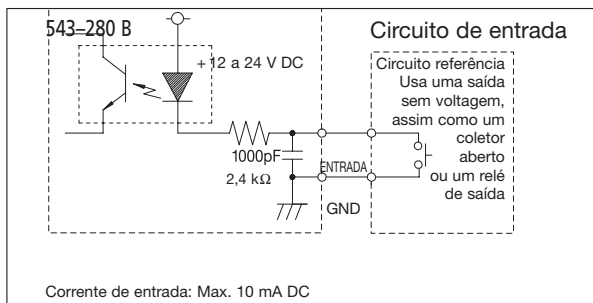 543–280 B
Circuito de entrada
+ 12 a 24 V DC
Circuito referência
Usa uma saída
sem voltagem,
assim como um
coletor
aberto
ou um relé
de saída
1000pF
2,4 kΩ
ENTRADA
GND
Corrente de entrada: Max. 10 mA DC